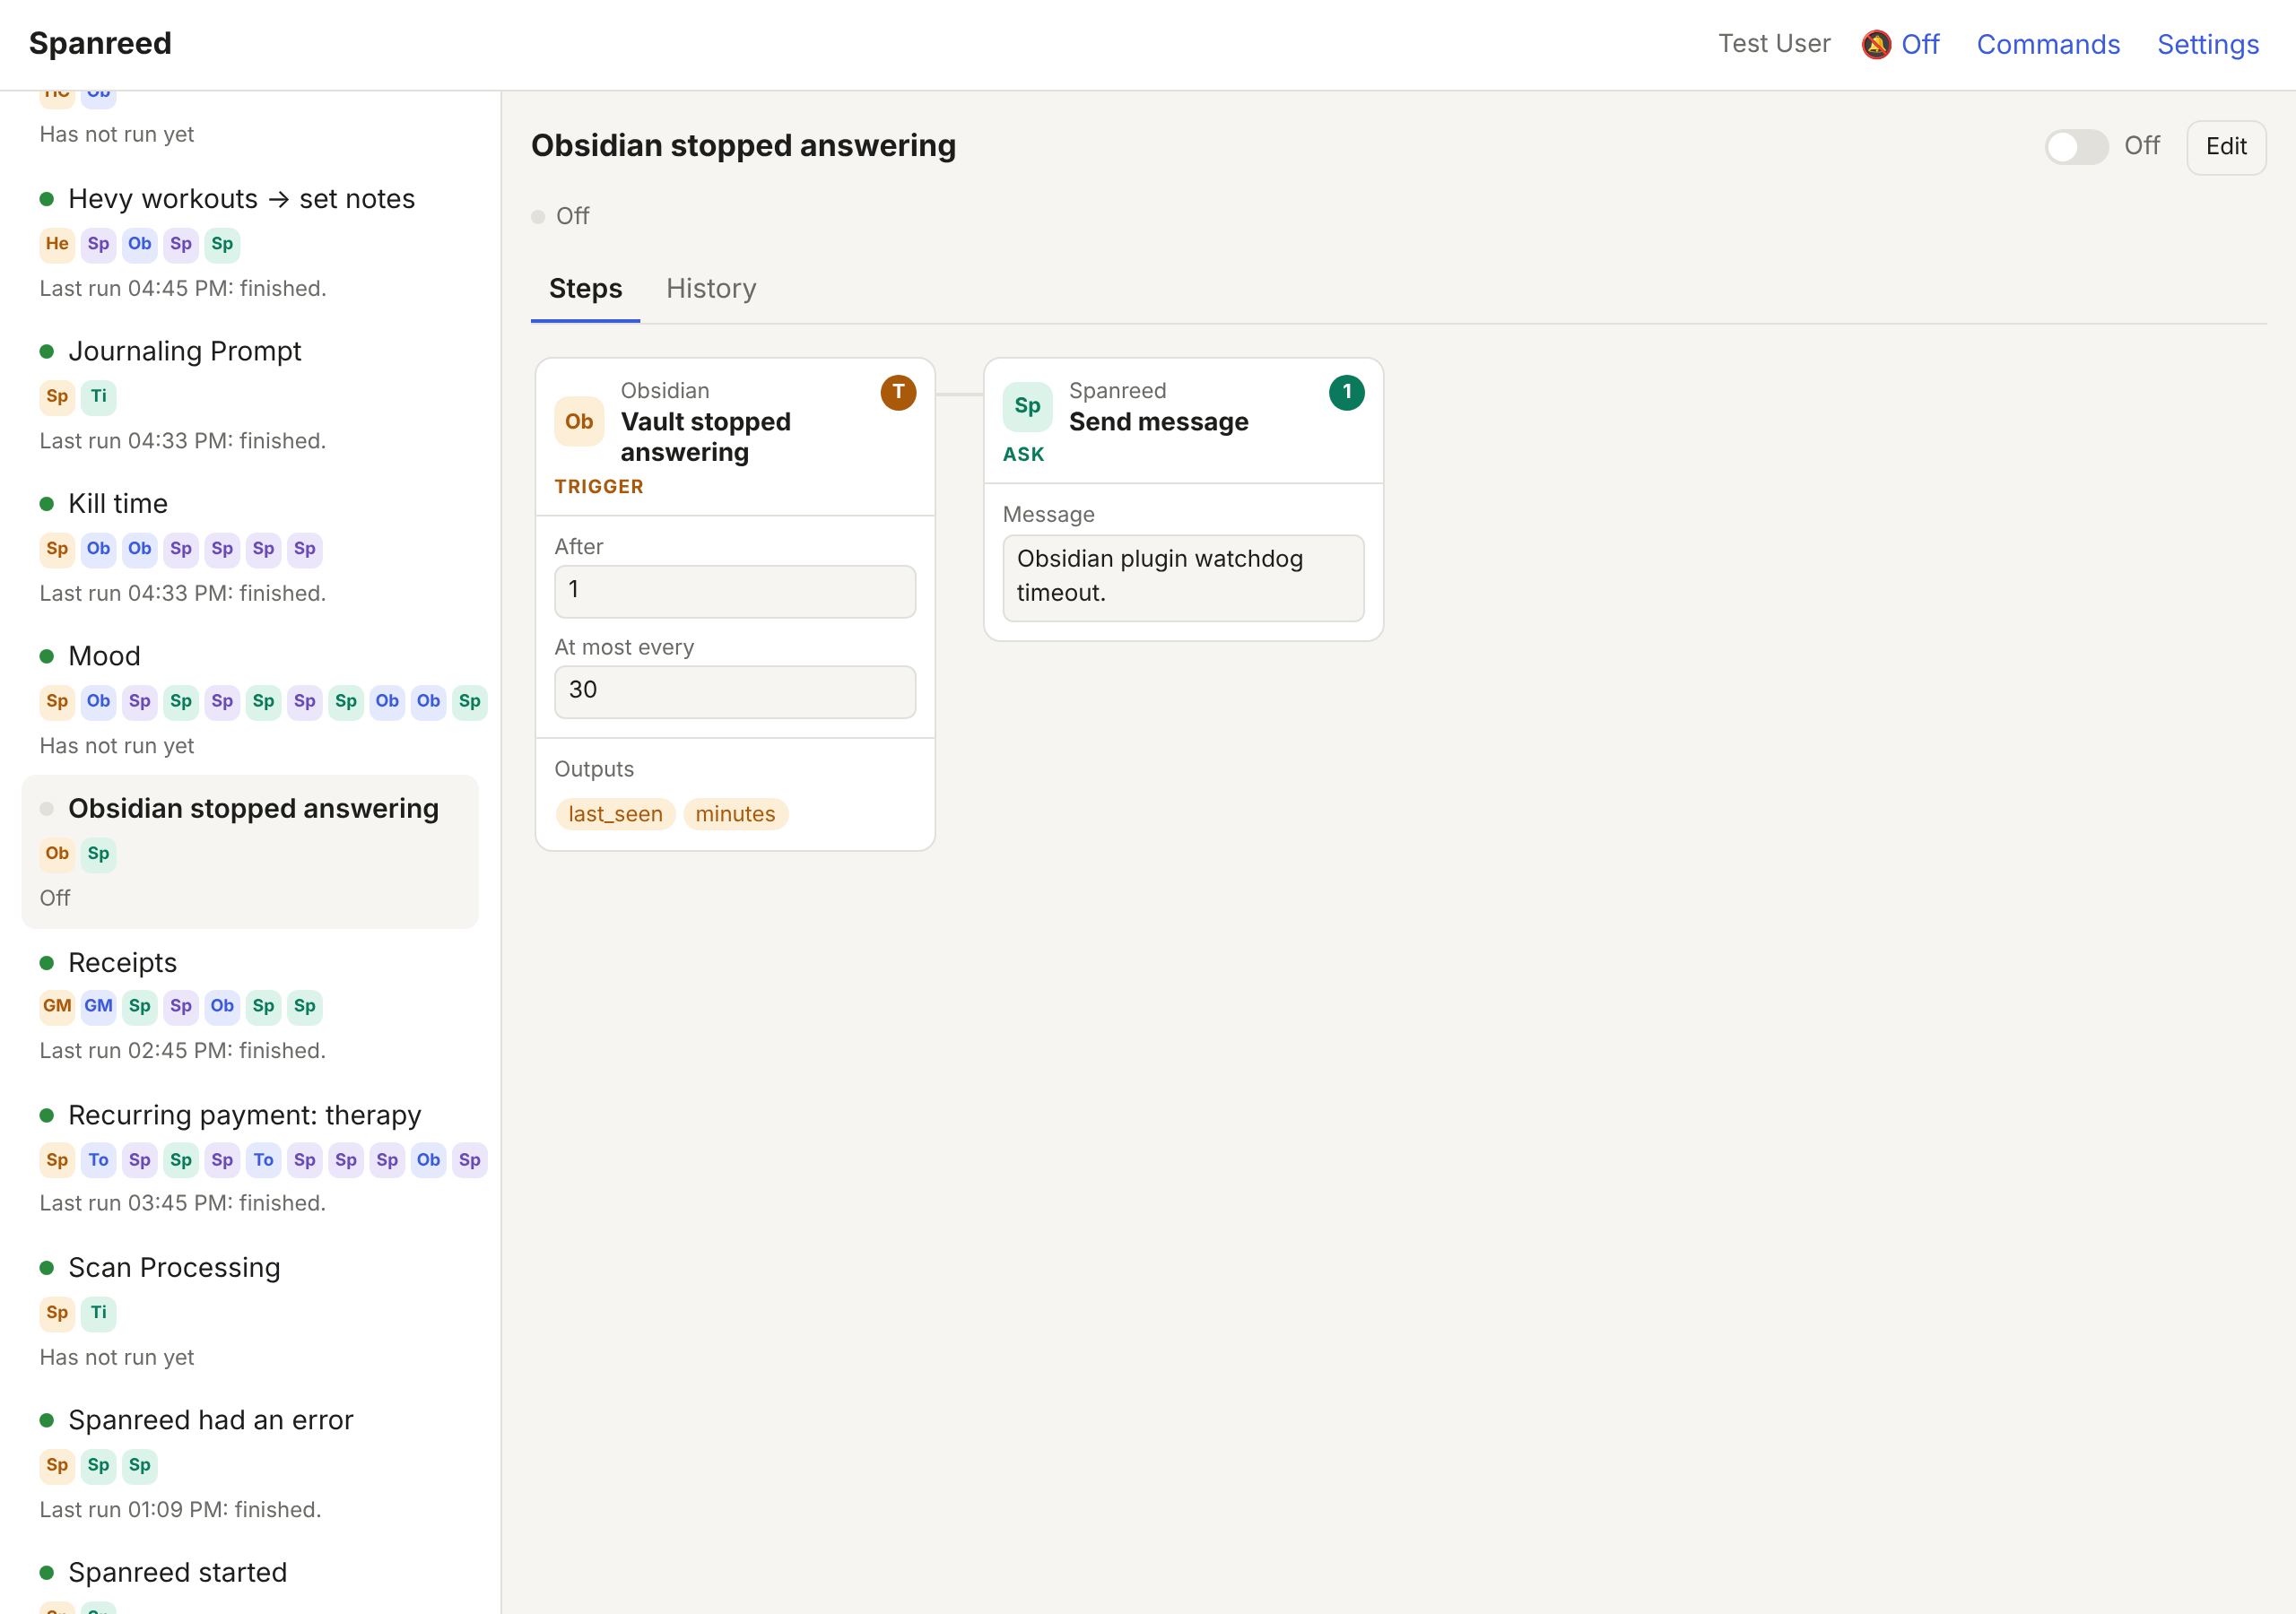 Spanreed
Test User
Off
Commands
Settings
Has not run yet
Hevy workouts → set notes
He Sp Ob Sp Sp
Last run 04:45 PM: finished.
Journaling Prompt
Sp Ti
Last run 04:33 PM: finished.
Kill time
Sp Ob Ob Sp Sp Sp Sp
Last run 04:33 PM: finished.
Mood
Sp Ob Sp Sp Sp Sp Sp Sp Ob Ob Sp
Has not run yet
Obsidian stopped answering
Ob Sp
Off
Receipts
GM GM Sp Sp Ob Sp Sp
Last run 02:45 PM: finished.
Recurring payment: therapy
Sp To Sp Sp Sp To Sp Sp Sp Ob Sp
Last run 03:45 PM: finished.
Scan Processing
Sp Ti
Has not run yet
Spanreed had an error
Sp Sp Sp
Last run 01:09 PM: finished.
Spanreed started
Obsidian stopped answering
Off
Edit
Off
Steps
History
Ob
Obsidian
Vault stopped
answering
T
TRIGGER
After
1
At most every
30
Outputs
last_seen
minutes
Sp
Spanreed
Send message
1
ASK
Message
Obsidian plugin watchdog
timeout.